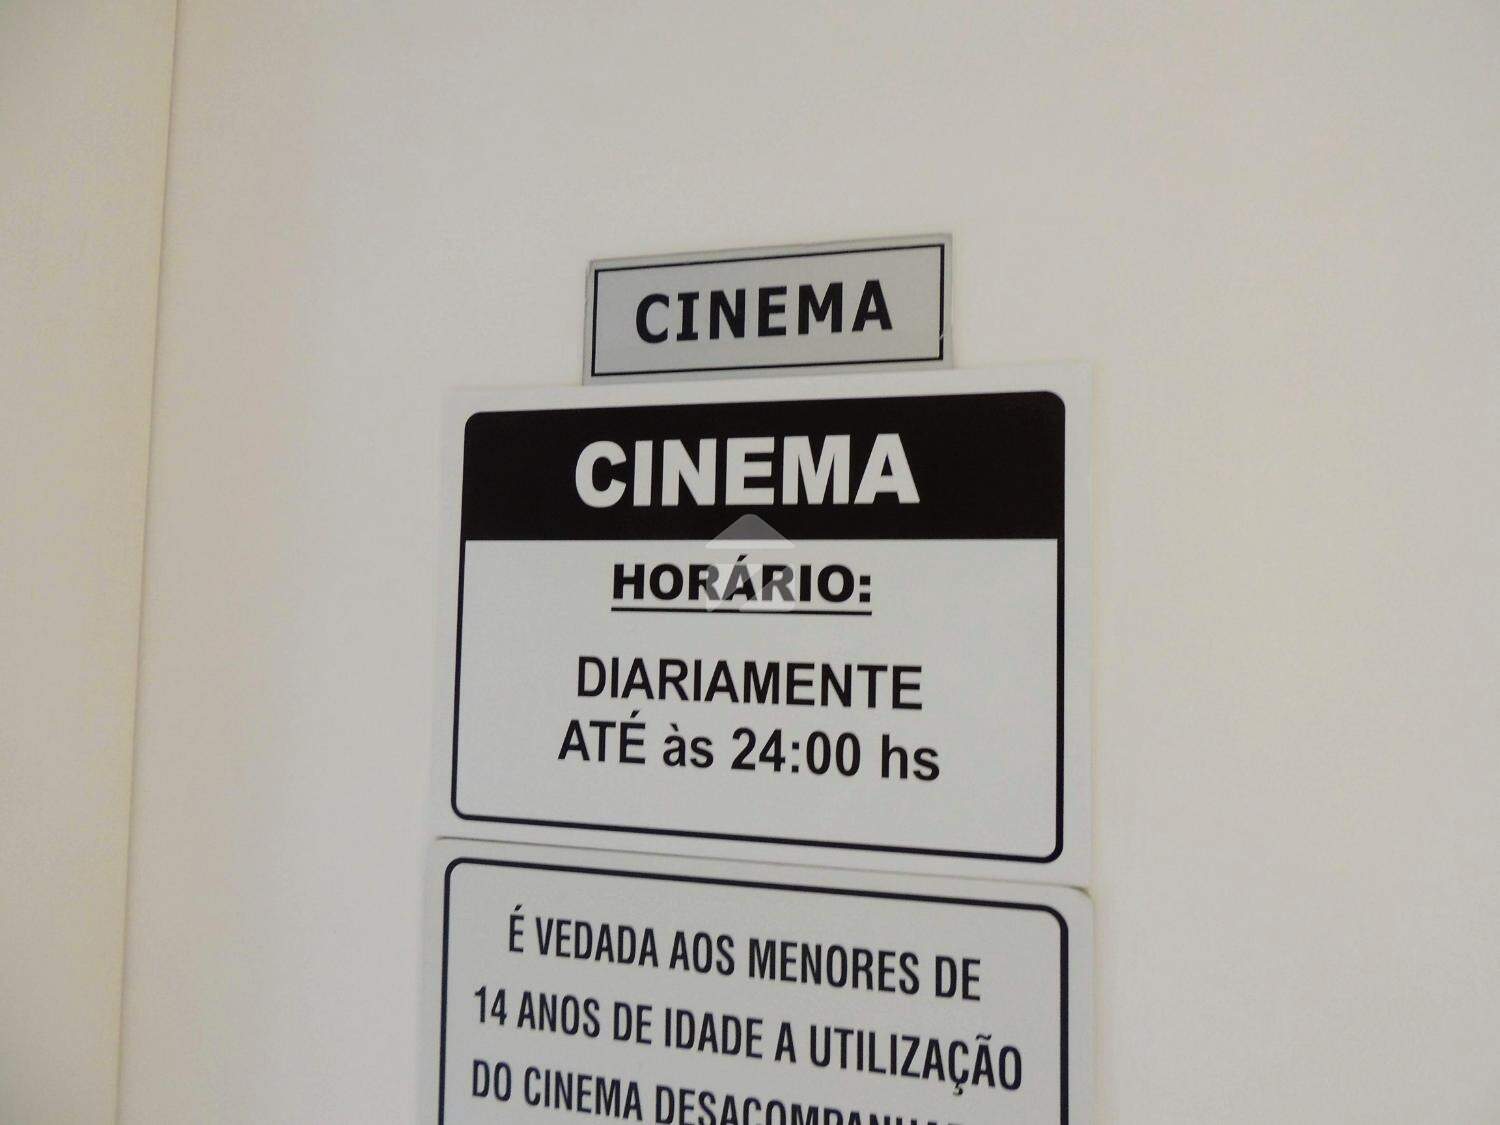 CINEMA
CINEMA
HORÁRIO:
DIARIAMENTE
ATÉ às 24:00 hs
É VEDADA AOS MENORES DE
14 ANOS DE IDADE A UTILIZAÇÃO
DO CINEMA